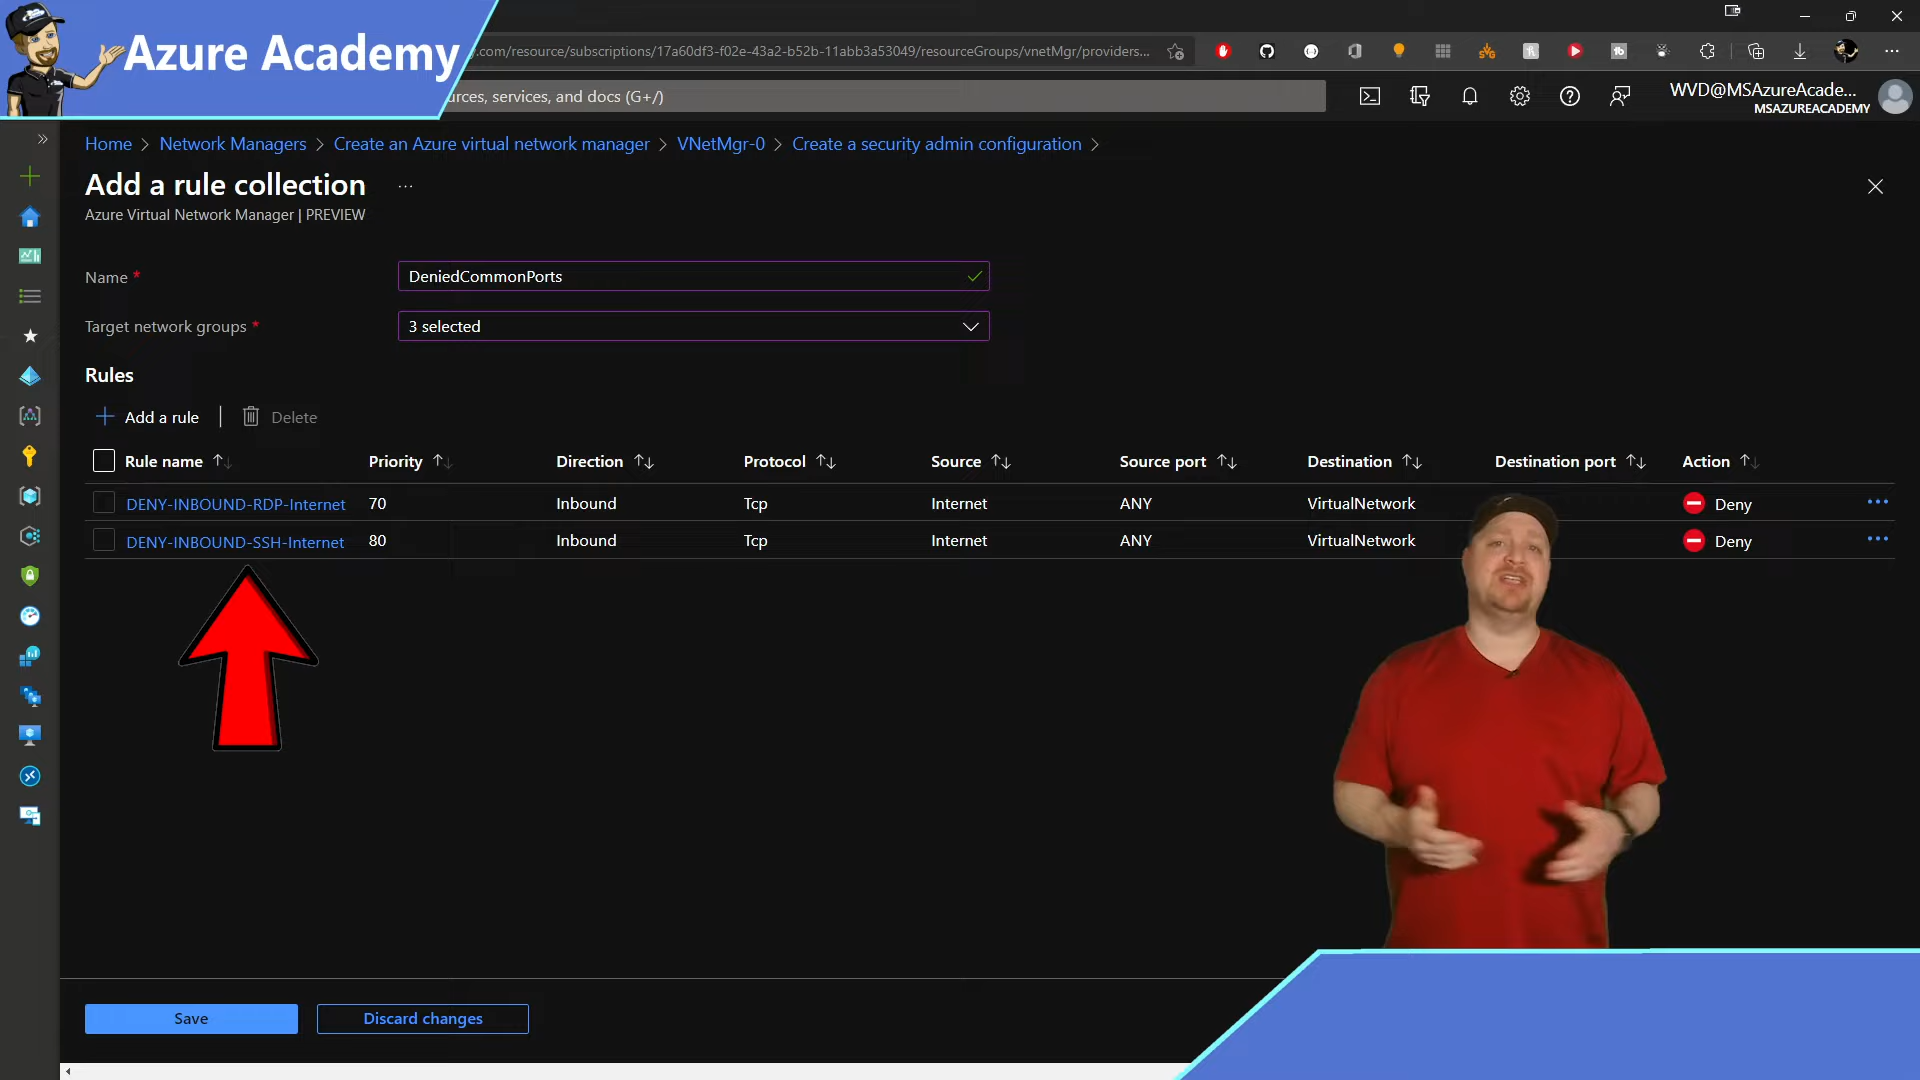 Azure Academy
.com/resource/subscriptions/17a60df3-f02e-43a2-b52b-11abb3a53049/resourceGroups/vnetMgr/providers...
urces, services, and docs (G+/)
WVD@MSAzureAcade...
MSAZUREACADEMY
Home > Network Managers > Create an Azure virtual network manager > VNetMgr-0 > Create a security admin configuration >
Add a rule collection ...
Azure Virtual Network Manager | PREVIEW
Name * DeniedCommonPorts
Target network groups * 3 selected
Rules
+ Add a rule | Delete
Rule name Priority Direction Protocol Source Source port Destination Destination port Action
DENY-INBOUND-RDP-Internet 70 Inbound Tcp Internet ANY VirtualNetwork Deny
DENY-INBOUND-SSH-Internet 80 Inbound Tcp Internet ANY VirtualNetwork Deny
Save Discard changes